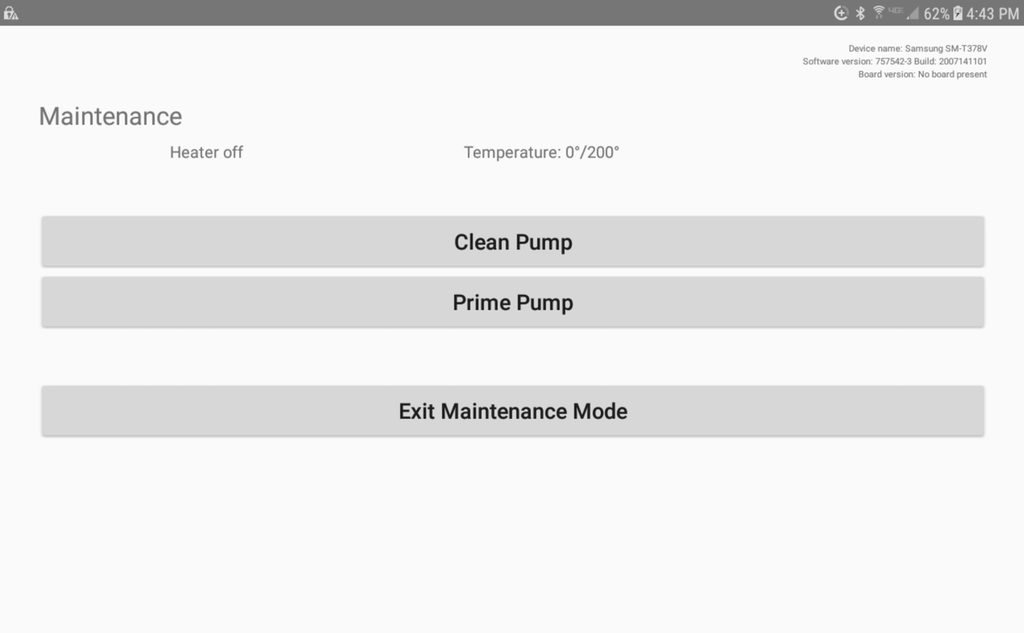 62% 4:43 PM
Device name: Samsung SM-T378V
Software version: 757542-3 Build: 2007141101
Board version: No board present
Maintenance
Heater off Temperature: 0°/200°
Clean Pump
Prime Pump
Exit Maintenance Mode